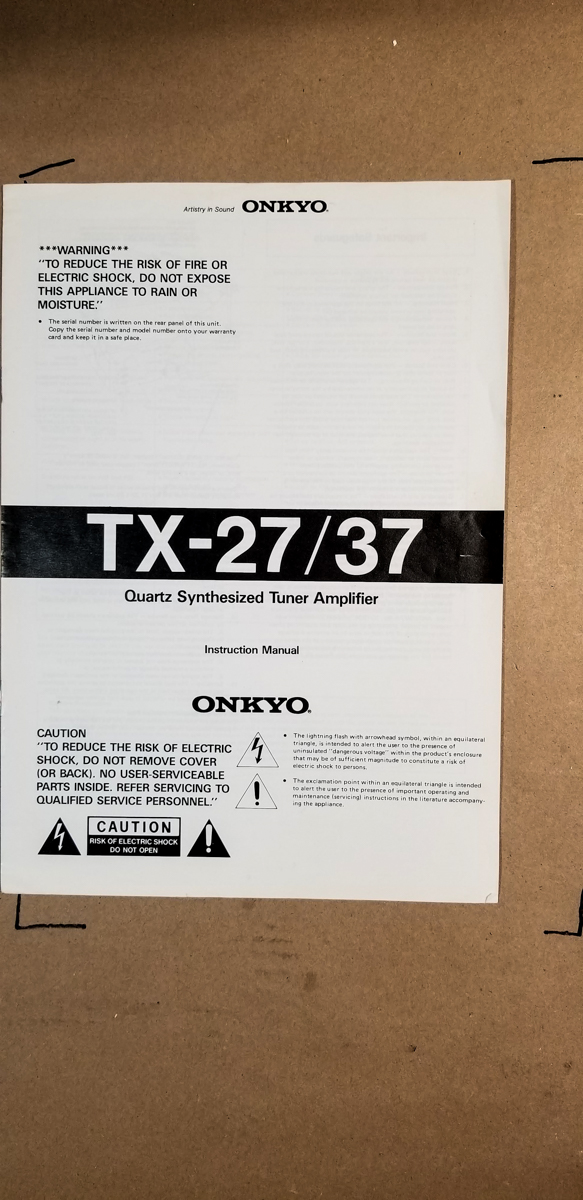 Artistry in Sound ONKYO®
***WARNING***
"TO REDUCE THE RISK OF FIRE OR
ELECTRIC SHOCK, DO NOT EXPOSE
THIS APPLIANCE TO RAIN OR
MOISTURE."
• The serial number is written on the rear panel of this unit.
Copy the serial number and model number onto your warranty
card and keep it in a safe place.
TX-27/37
Quartz Synthesized Tuner Amplifier
Instruction Manual
ONKYO®
CAUTION
"TO REDUCE THE RISK OF ELECTRIC
SHOCK, DO NOT REMOVE COVER
(OR BACK). NO USER-SERVICEABLE
PARTS INSIDE. REFER SERVICING TO
QUALIFIED SERVICE PERSONNEL."
CAUTION
RISK OF ELECTRIC SHOCK
DO NOT OPEN
• The lightning flash with arrowhead symbol, within an equilateral
triangle, is intended to alert the user to the presence of
uninsulated "dangerous voltage" within the product's enclosure
that may be of sufficient magnitude to constitute a risk of
electric shock to persons.
• The exclamation point within an equilateral triangle is intended
to alert the user to the presence of important operating and
maintenance (servicing) instructions in the literature accompany-
ing the appliance.